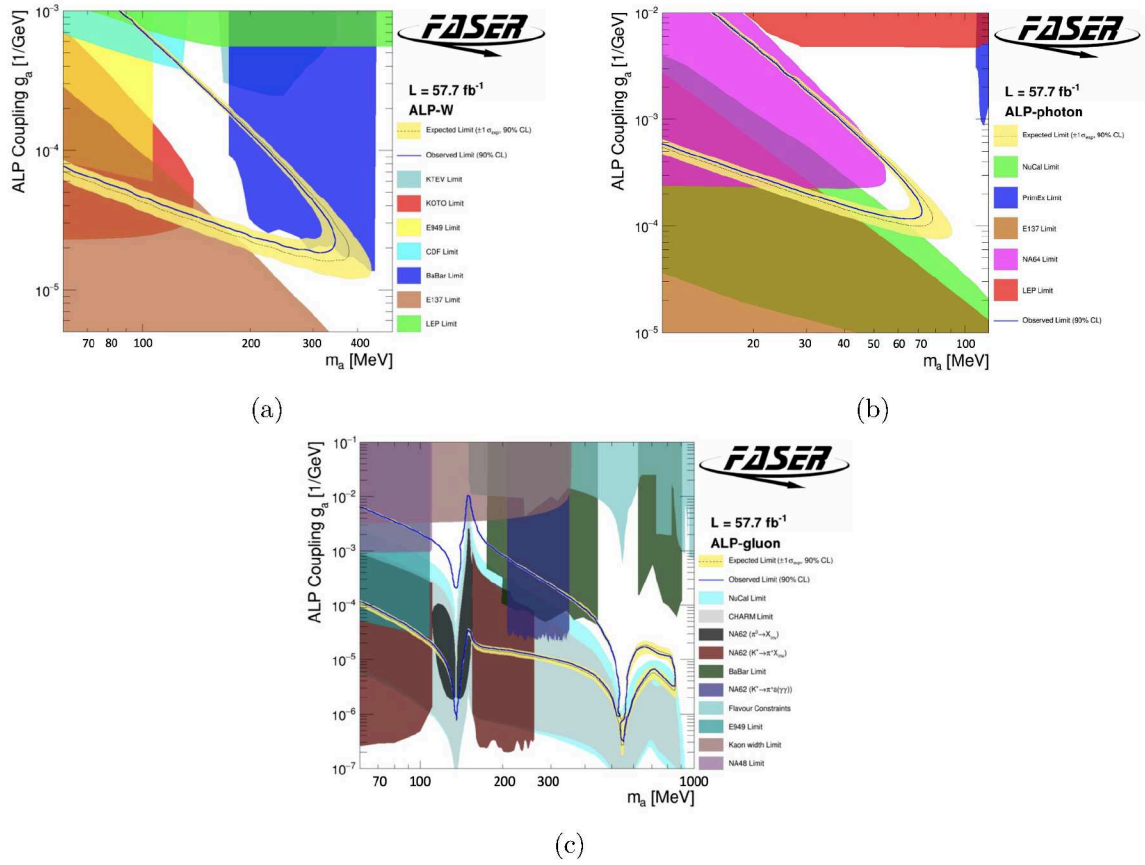 FASER
L = 57.7 fb⁻¹
ALP-W
Expected Limit (±1 σexp, 90% CL)
Observed Limit (90% CL)
KTEV Limit
KOTO Limit
E949 Limit
CDF Limit
BaBar Limit
E137 Limit
LEP Limit
ALP Coupling gₐ [1/GeV]
10⁻³
10⁻⁴
10⁻⁵
70 80 100 200 300 400
mₐ [MeV]
(a)
FASER
L = 57.7 fb⁻¹
ALP-photon
Expected Limit (±1σexp, 90% CL)
NuCal Limit
PrimEx Limit
E137 Limit
NA64 Limit
LEP Limit
Observed Limit (90% CL)
ALP Coupling gₐ [1/GeV]
10⁻²
10⁻³
10⁻⁴
10⁻⁵
20 30 40 50 60 70 100
mₐ [MeV]
(b)
FASER
L = 57.7 fb⁻¹
ALP-gluon
Expected Limit (±1σexp, 90% CL)
Observed Limit (90% CL)
NuCal Limit
CHARM Limit
NA62 (π⁰→Xinv)
NA62 (K⁺→π⁺Xinv)
BaBar Limit
NA62 (K⁺→π⁺a(γγ))
Flavour Constraints
E949 Limit
Kaon width Limit
NA48 Limit
ALP Coupling gₐ [1/GeV]
10⁻¹
10⁻²
10⁻³
10⁻⁴
10⁻⁵
10⁻⁶
10⁻⁷
70 100 200 300 1000
mₐ [MeV]
(c)